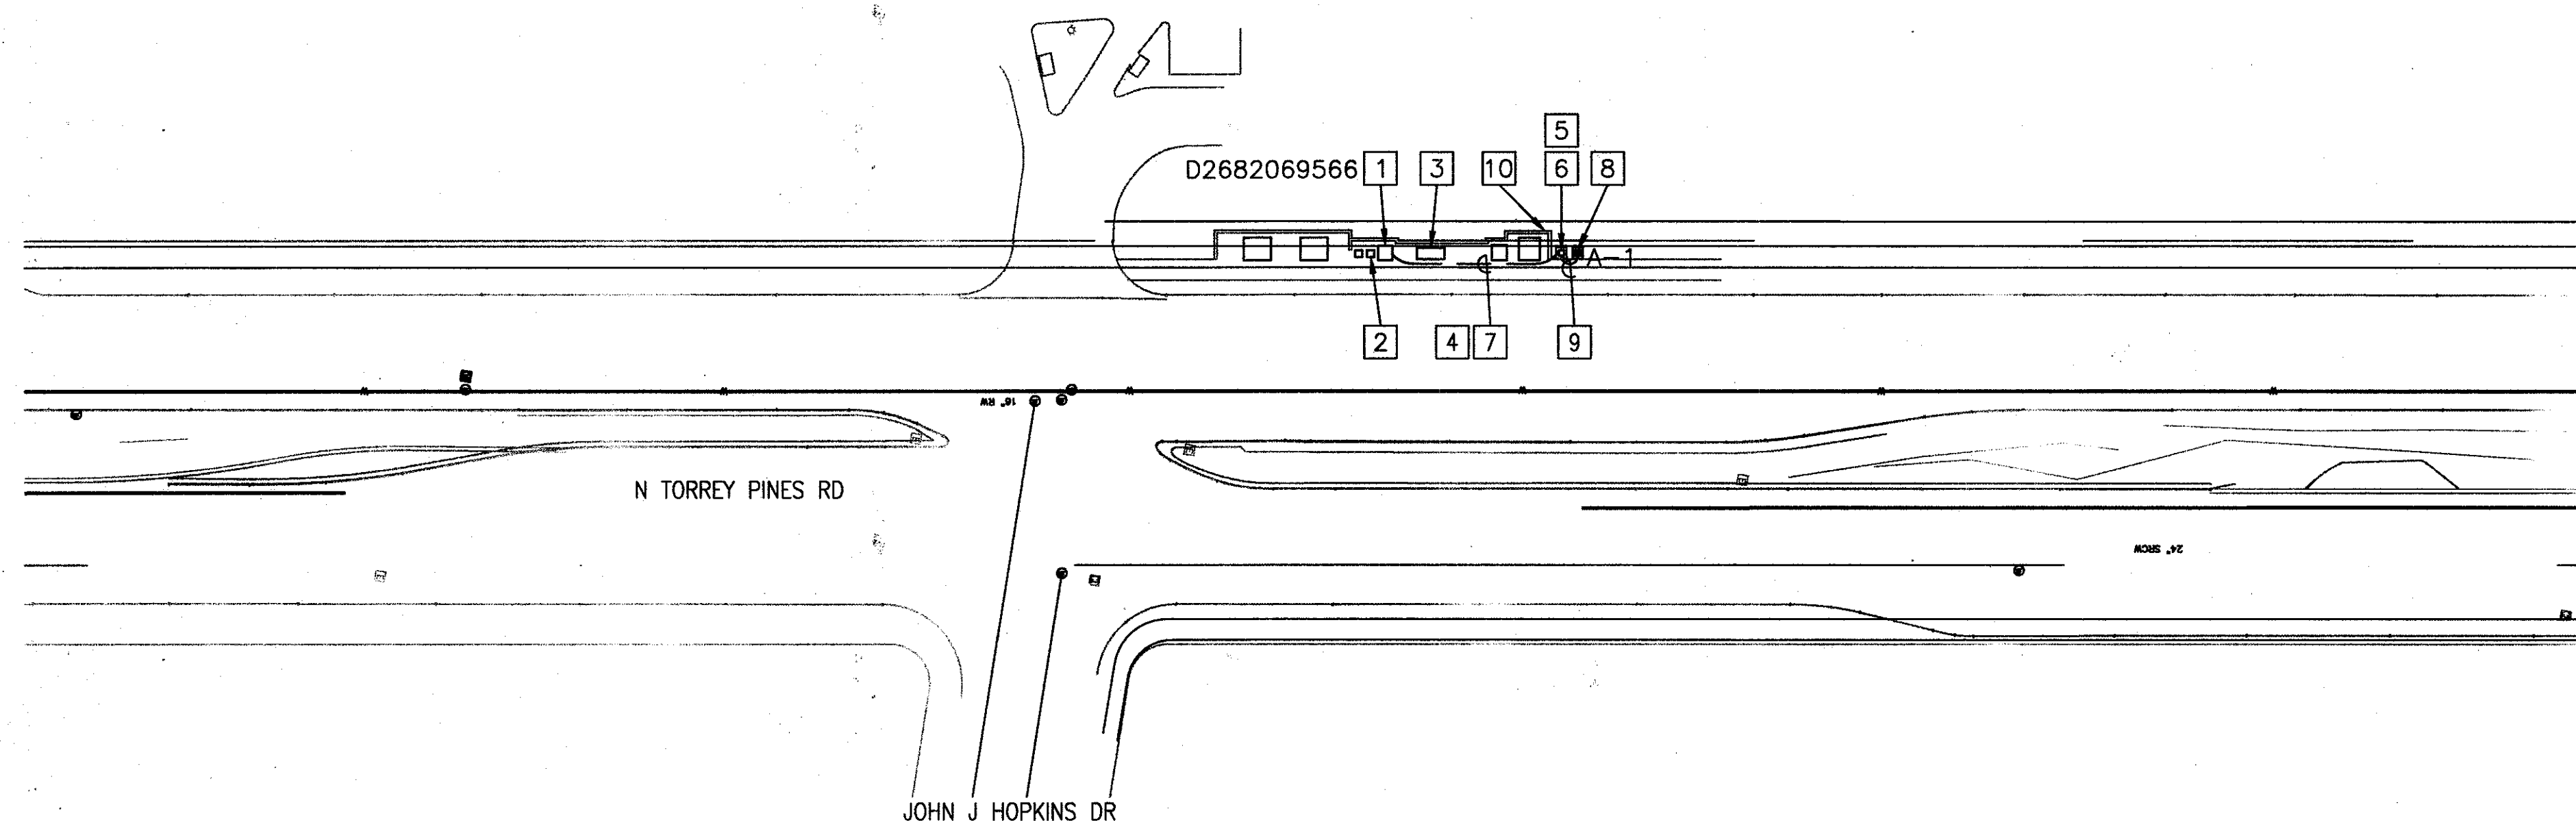 5
D2682069566 1 3 10 6 8
A-1
2 4 7 9
16" RW
N TORREY PINES RD
24" SRCW
JOHN J HOPKINS DR